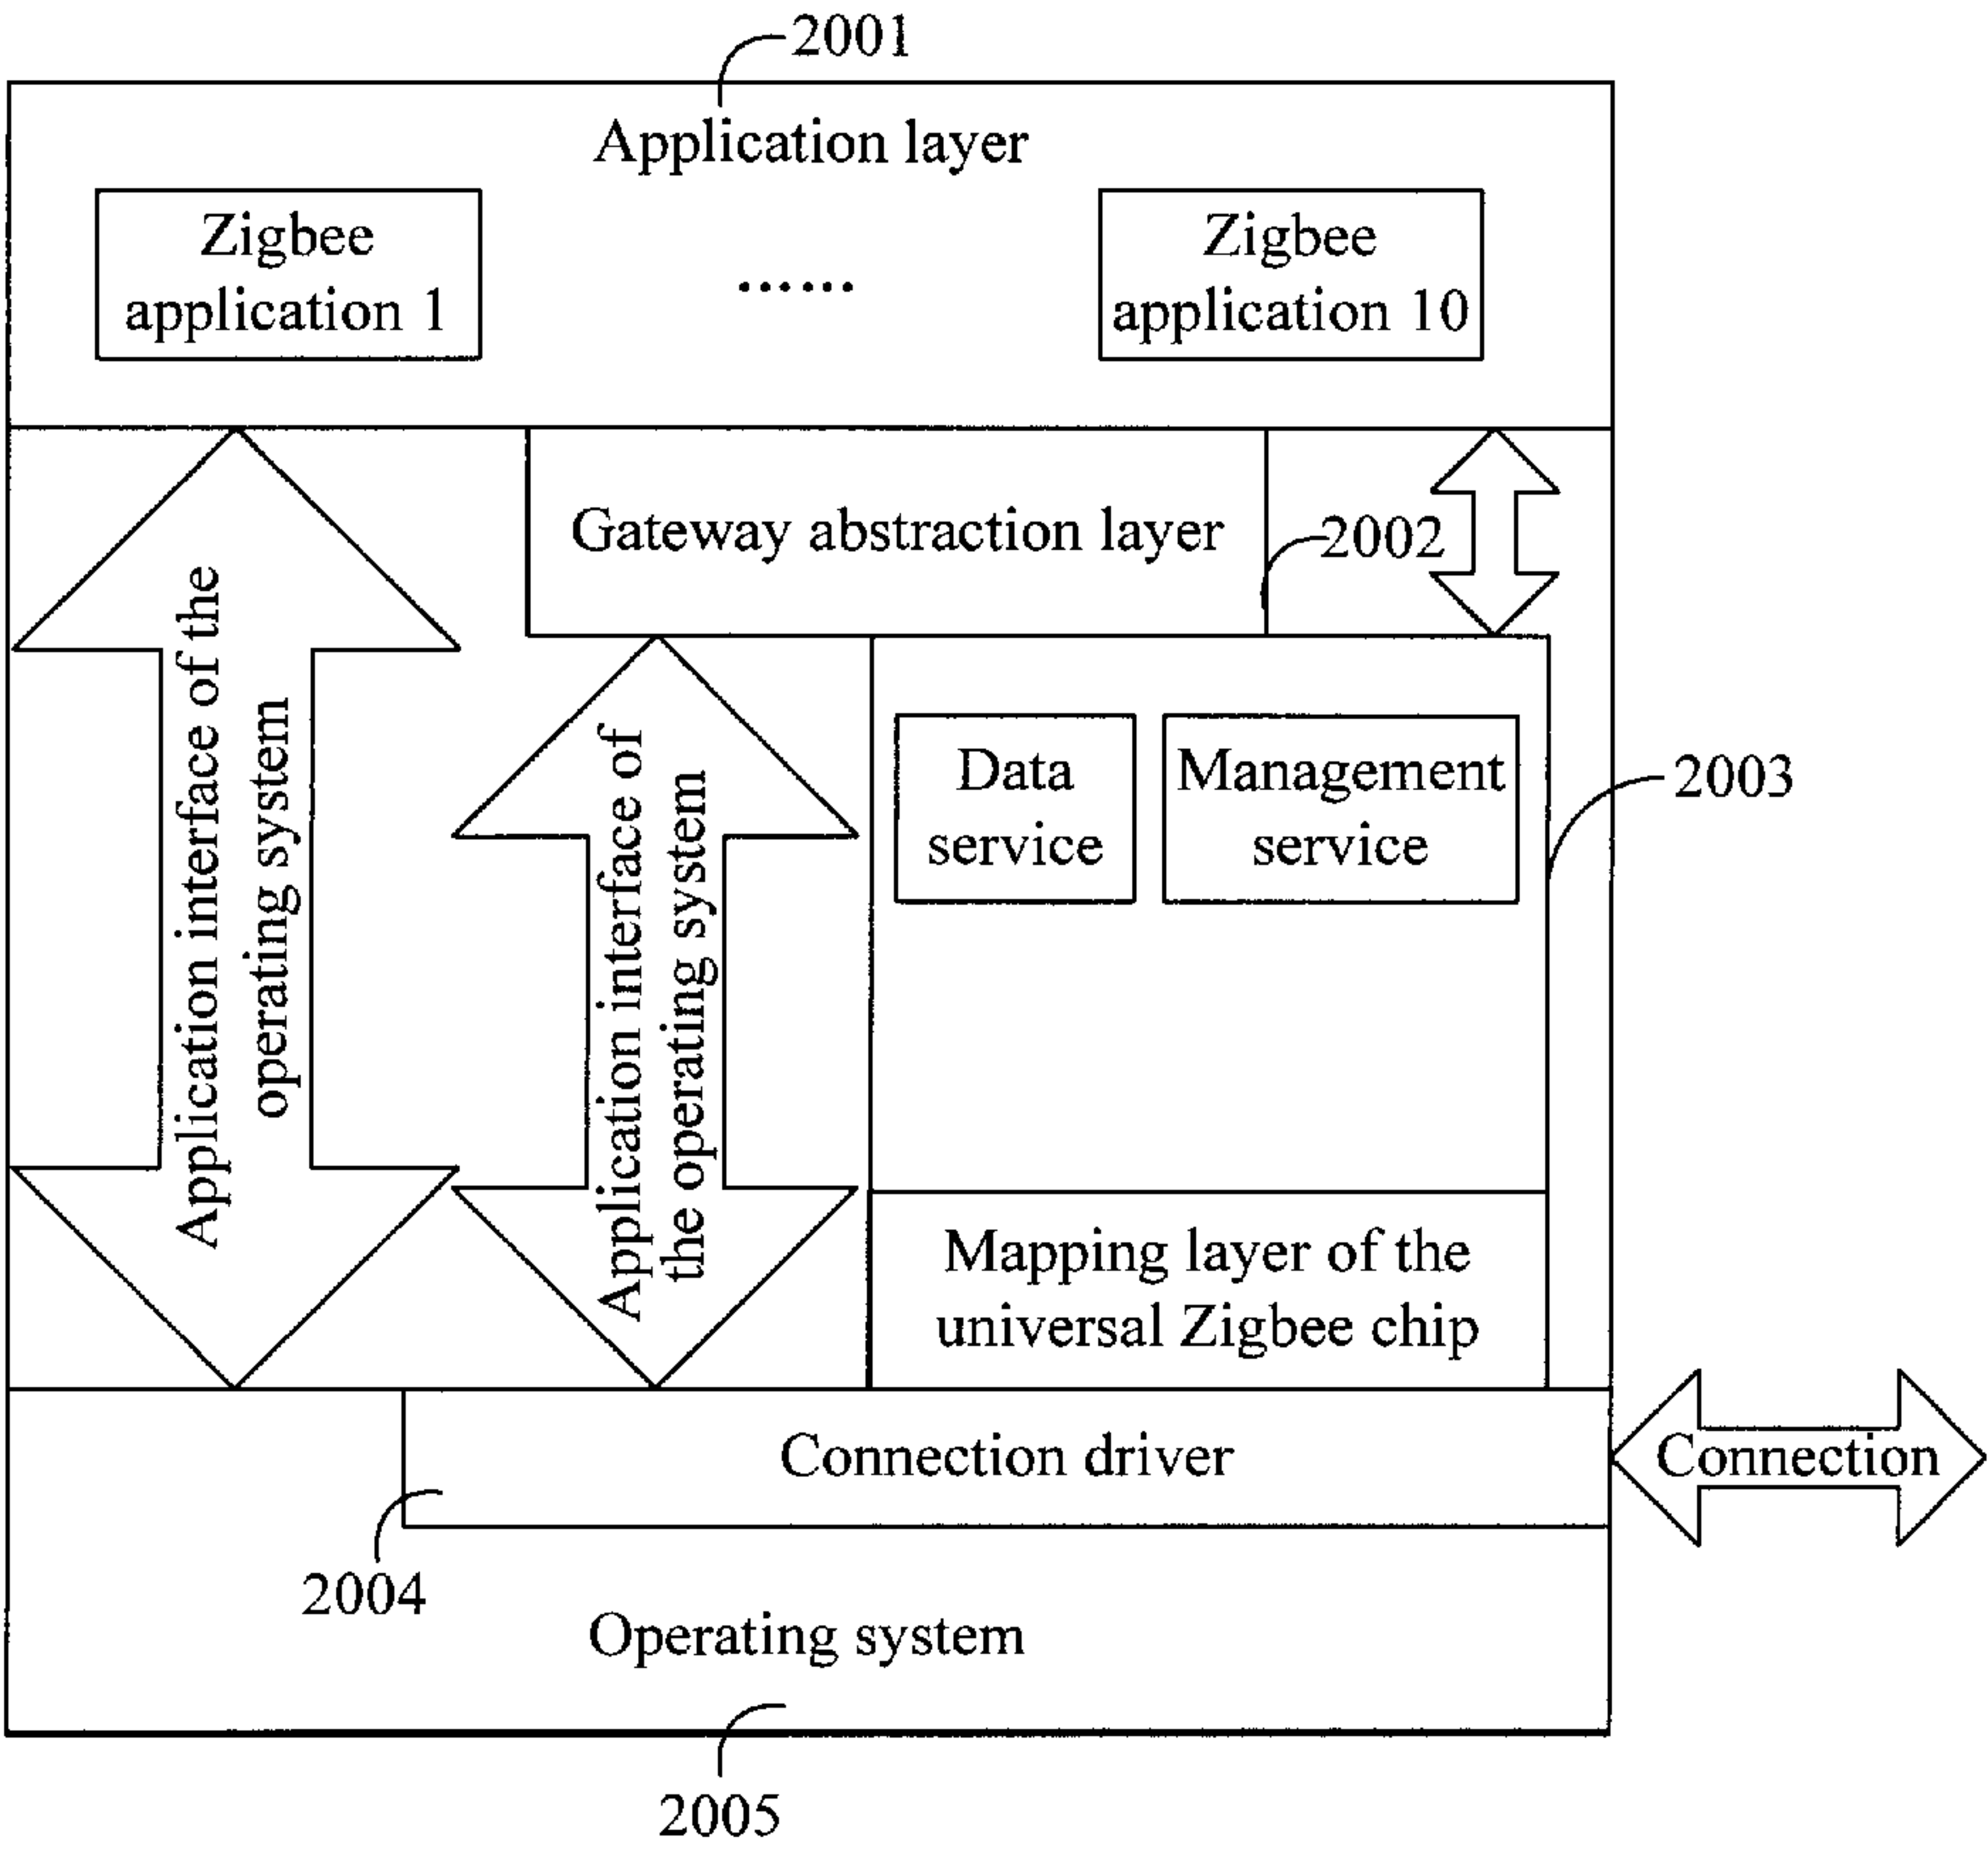 2001
Application layer
Zigbee
application 1
......
Zigbee
application 10
Gateway abstraction layer
2002
Application interface of the
operating system
Application interface of
the operating system
Data
service
Management
service
2003
Mapping layer of the
universal Zigbee chip
Connection driver
Connection
2004
Operating system
2005